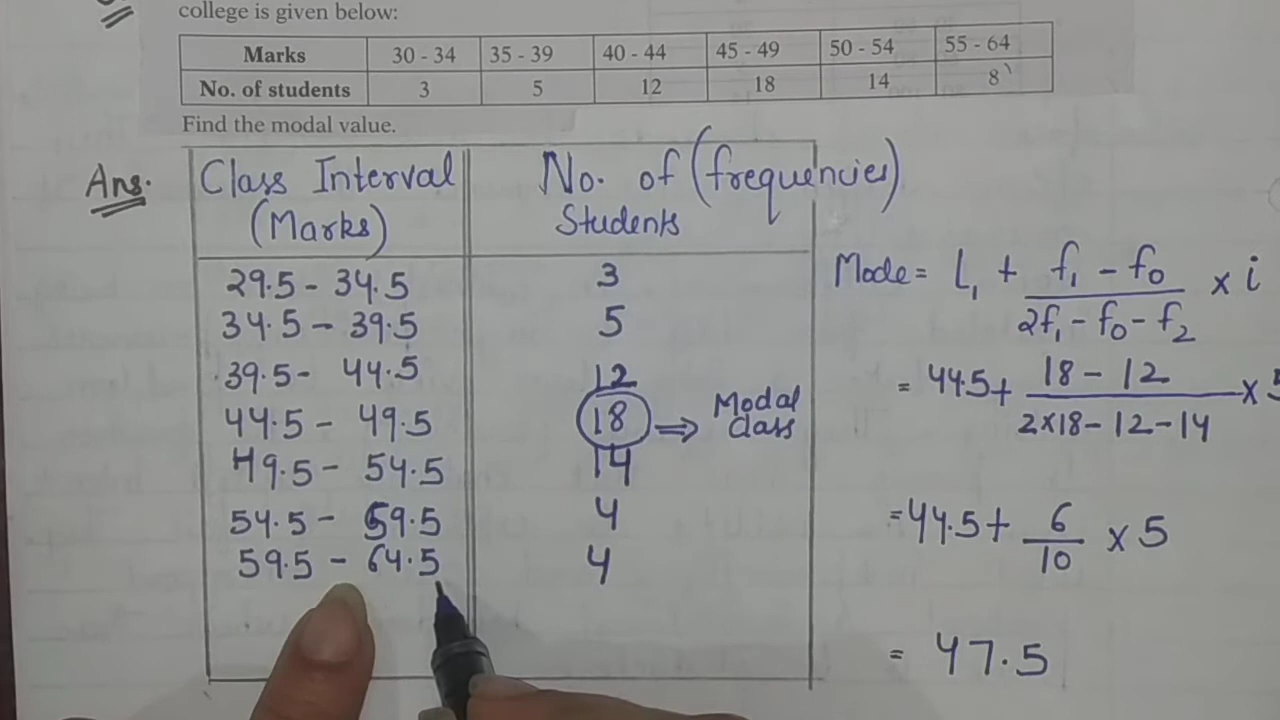 college is given below:
Marks 30 - 34 35 - 39 40 - 44 45 - 49 50 - 54 55 - 64
No. of students 3 5 12 18 14 8
Find the modal value.
Ans. Class Interval (Marks) No. of Students (frequencies)
29.5 - 34.5 3
34.5 - 39.5 5
39.5 - 44.5 12
44.5 - 49.5 18 ⇒ Modal Class
49.5 - 54.5 14
54.5 - 59.5 4
59.5 - 64.5 4
Mode = L₁ + (f₁ - f₀)/(2f₁ - f₀ - f₂) × i
= 44.5 + (18 - 12)/(2×18 - 12 - 14) × 5
= 44.5 + 6/10 × 5
= 47.5